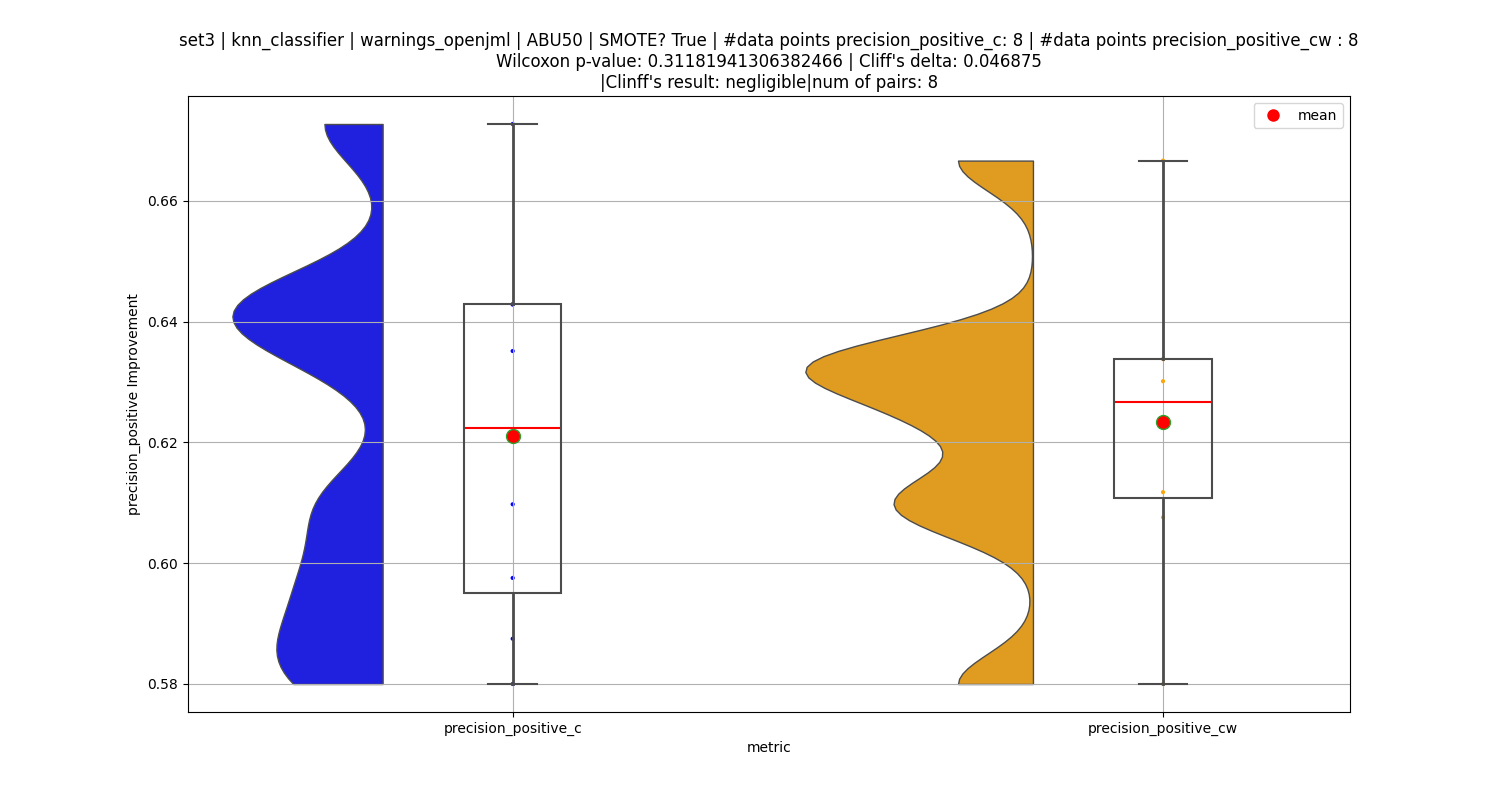 set3 | knn_classifier | warnings_openjml | ABU50 | SMOTE? True | #data points precision_positive_c: 8 | #data points precision_positive_cw : 8
Wilcoxon p-value: 0.31181941306382466 | Cliff's delta: 0.046875
|Clinff's result: negligible|num of pairs: 8
mean
0.66
0.64
0.62
0.60
0.58
precision_positive Improvement
precision_positive_c
precision_positive_cw
metric